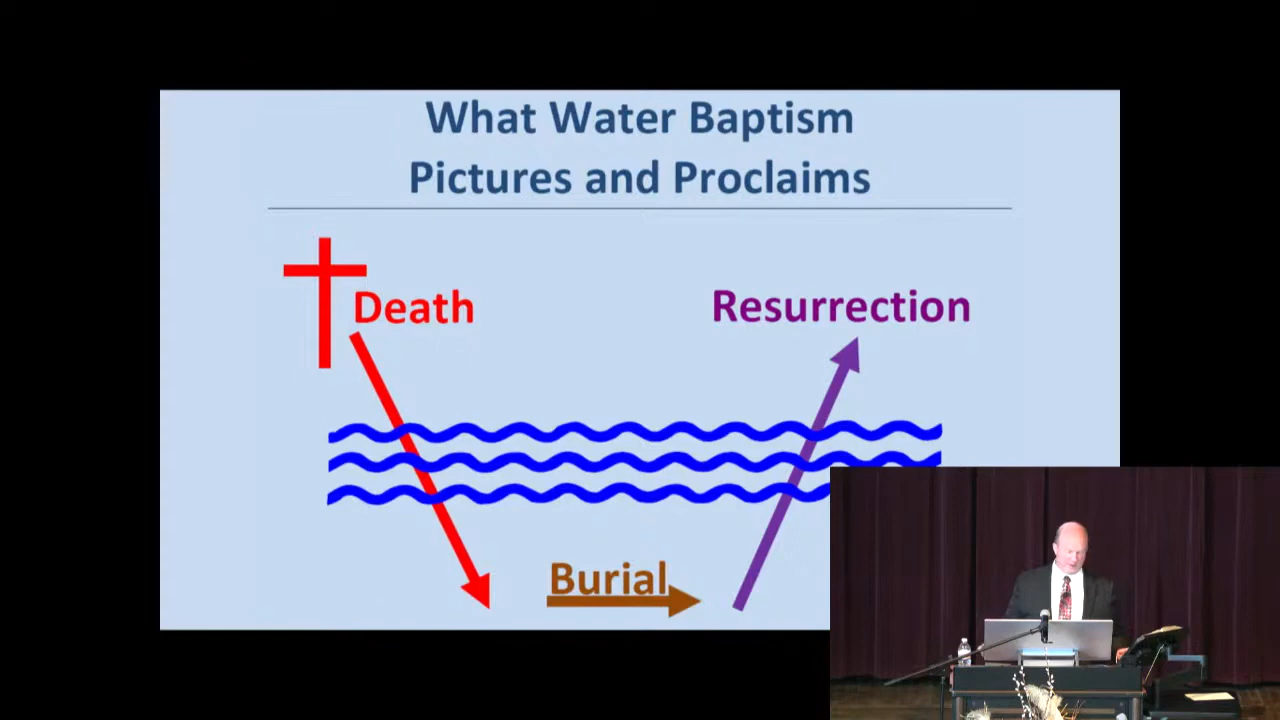 What Water Baptism
Pictures and Proclaims
Death
Resurrection
Burial